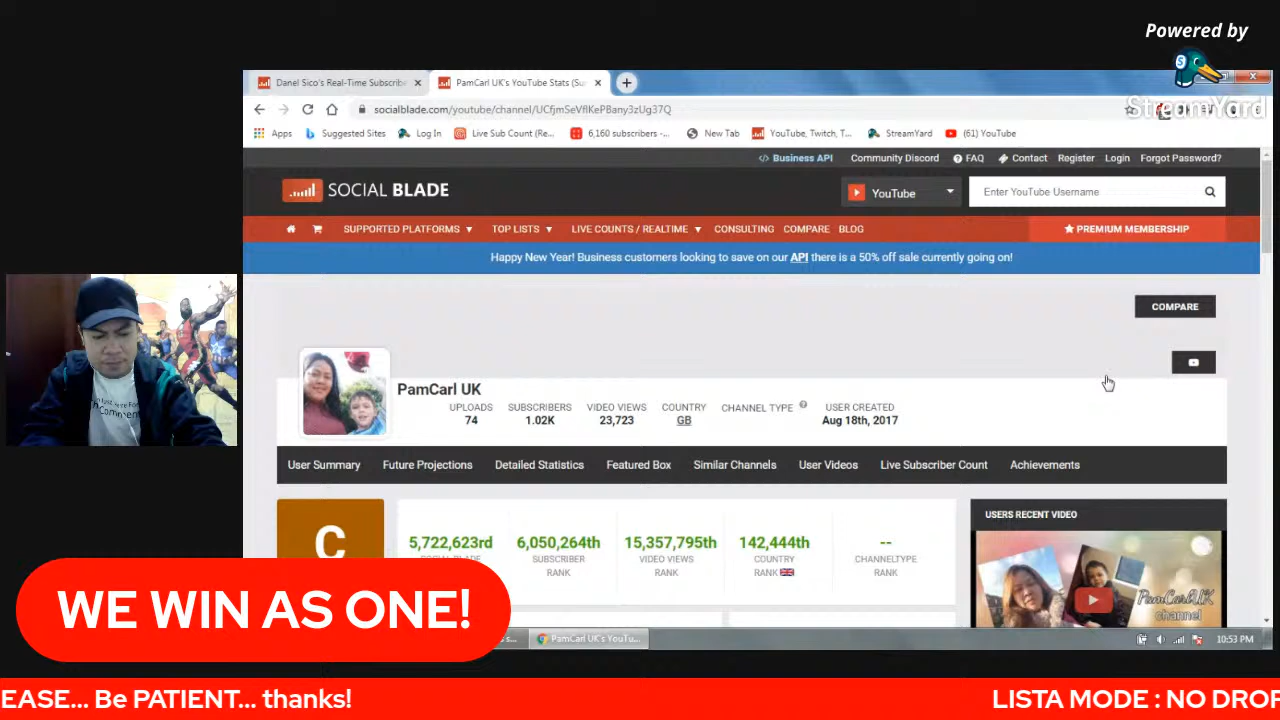 Powered by
StreamYard
Danel Sico's Real-Time Subscribe
PamCarl UK's YouTube Stats (Su
socialblade.com/youtube/channel/UCfjmSeVflKePBany3zUg37Q
Apps
Suggested Sites
Log In
Live Sub Count (Re...
6,160 subscribers -...
New Tab
YouTube, Twitch, T...
StreamYard
(61) YouTube
Business API
Community Discord
FAQ
Contact
Register
Login
Forgot Password?
SOCIAL BLADE
YouTube
Enter YouTube Username
SUPPORTED PLATFORMS
TOP LISTS
LIVE COUNTS / REALTIME
CONSULTING
COMPARE
BLOG
PREMIUM MEMBERSHIP
Happy New Year! Business customers looking to save on our API there is a 50% off sale currently going on!
COMPARE
PamCarl UK
UPLOADS
74
SUBSCRIBERS
1.02K
VIDEO VIEWS
23,723
COUNTRY
GB
CHANNEL TYPE
USER CREATED
Aug 18th, 2017
User Summary
Future Projections
Detailed Statistics
Featured Box
Similar Channels
User Videos
Live Subscriber Count
Achievements
C
5,722,623rd
6,050,264th
SUBSCRIBER
RANK
15,357,795th
VIDEO VIEWS
RANK
142,444th
COUNTRY
RANK
--
CHANNELTYPE
RANK
USERS RECENT VIDEO
PamCarlUK
channel
WE WIN AS ONE!
PamCarl UK's YouTu...
10:53 PM
EASE... Be PATIENT... thanks!
LISTA MODE : NO DROP